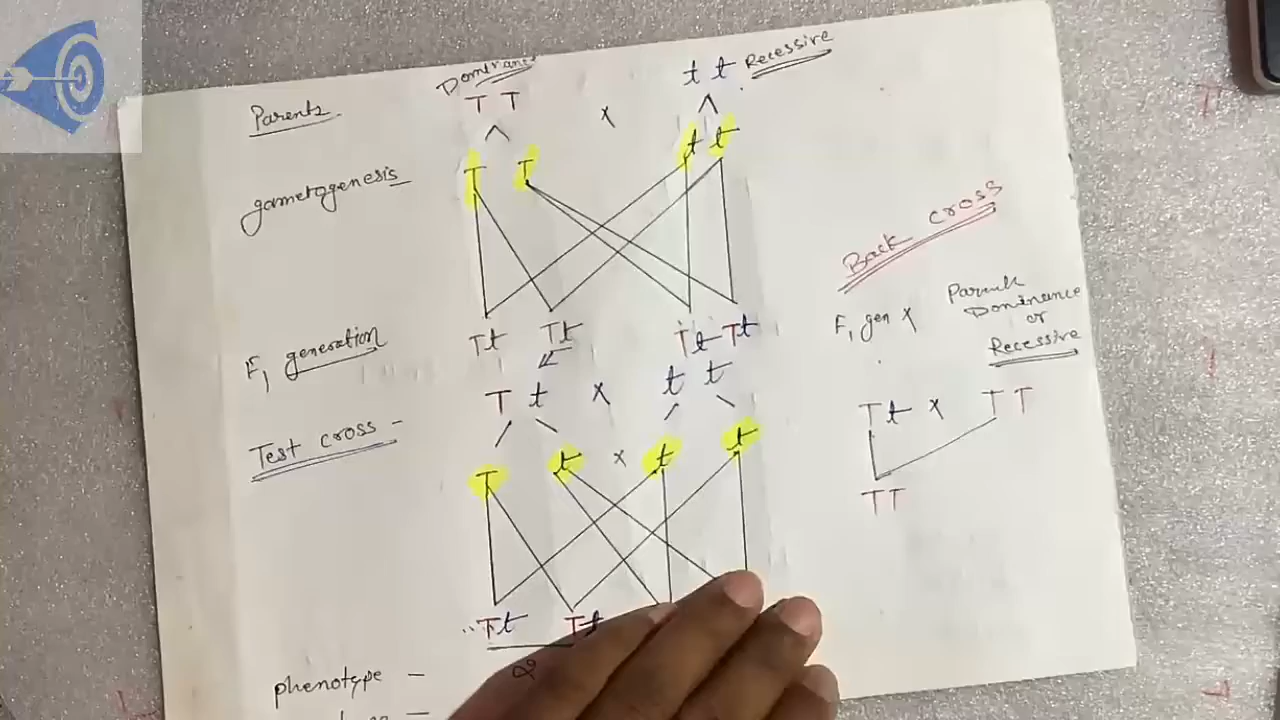 Parents
Dominance
T T
x
t t
Recessive
gametogenesis
T T
t t
F1 generation
Tt Tt Tt Tt
Test cross -
T t x t t
T t x t t
Tt Tt
2
phenotype -
Back cross
F1 gen x
Dominance
or
Recessive
Tt x TT
TT